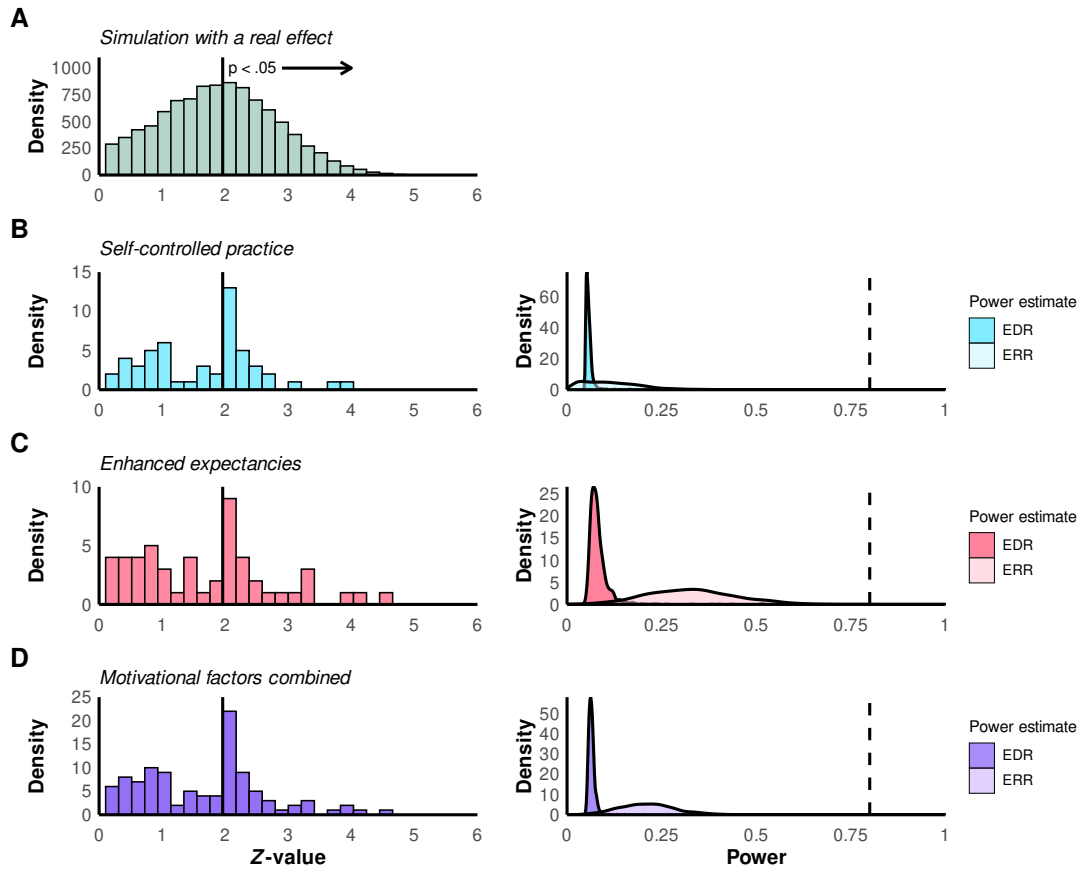 A
Simulation with a real effect
Density
1000
750
500
250
0
p < .05
0 1 2 3 4 5 6
B
Self-controlled practice
Density
15
10
5
0
0 1 2 3 4 5 6
Density
60
40
20
0
0 0.25 0.5 0.75 1
Power estimate
EDR
ERR
C
Enhanced expectancies
Density
10
5
0
0 1 2 3 4 5 6
Density
25
20
15
10
5
0
0 0.25 0.5 0.75 1
Power estimate
EDR
ERR
D
Motivational factors combined
Density
25
20
15
10
5
0
0 1 2 3 4 5 6
Z-value
Density
50
40
30
20
10
0
0 0.25 0.5 0.75 1
Power
Power estimate
EDR
ERR